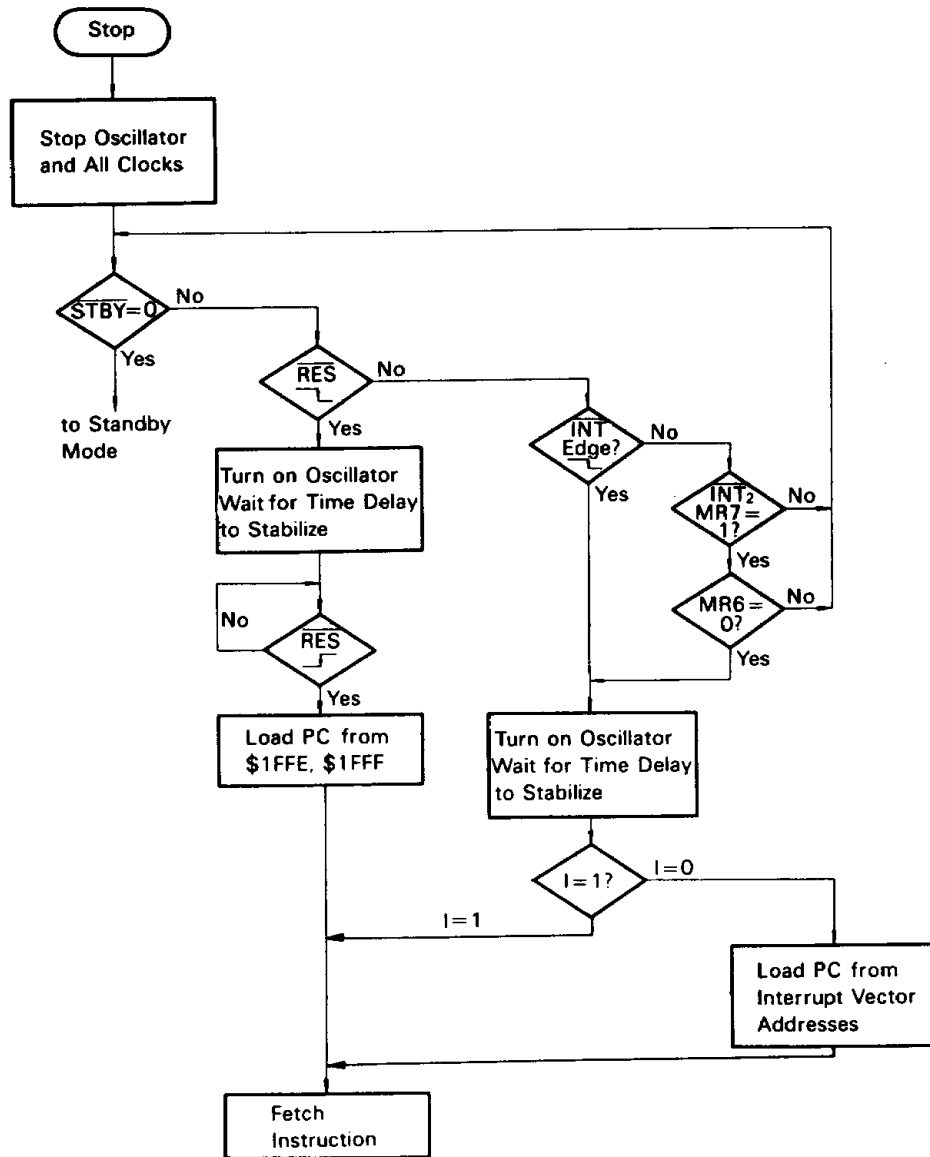 Stop
Stop Oscillator
and All Clocks
STBY=0
No
Yes
to Standby
Mode
RES
No
Yes
INT
Edge?
No
Yes
INT2
MR7=
1?
No
Yes
MR6=
0?
No
Yes
Turn on Oscillator
Wait for Time Delay
to Stabilize
No
RES
Yes
Load PC from
$1FFE, $1FFF
Turn on Oscillator
Wait for Time Delay
to Stabilize
I=1?
I=0
I=1
Load PC from
Interrupt Vector
Addresses
Fetch
Instruction